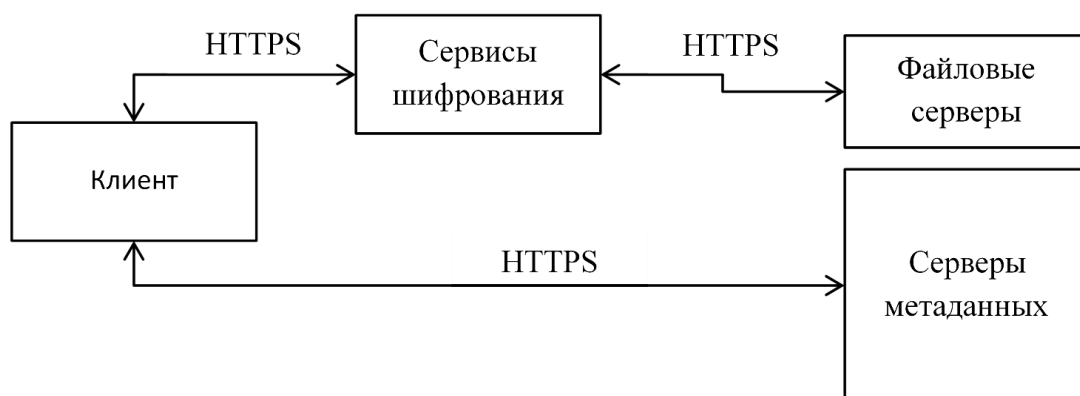 HTTPS
Сервисы
шифрования
HTTPS
Файловые
серверы
Клиент
HTTPS
Серверы
метаданных